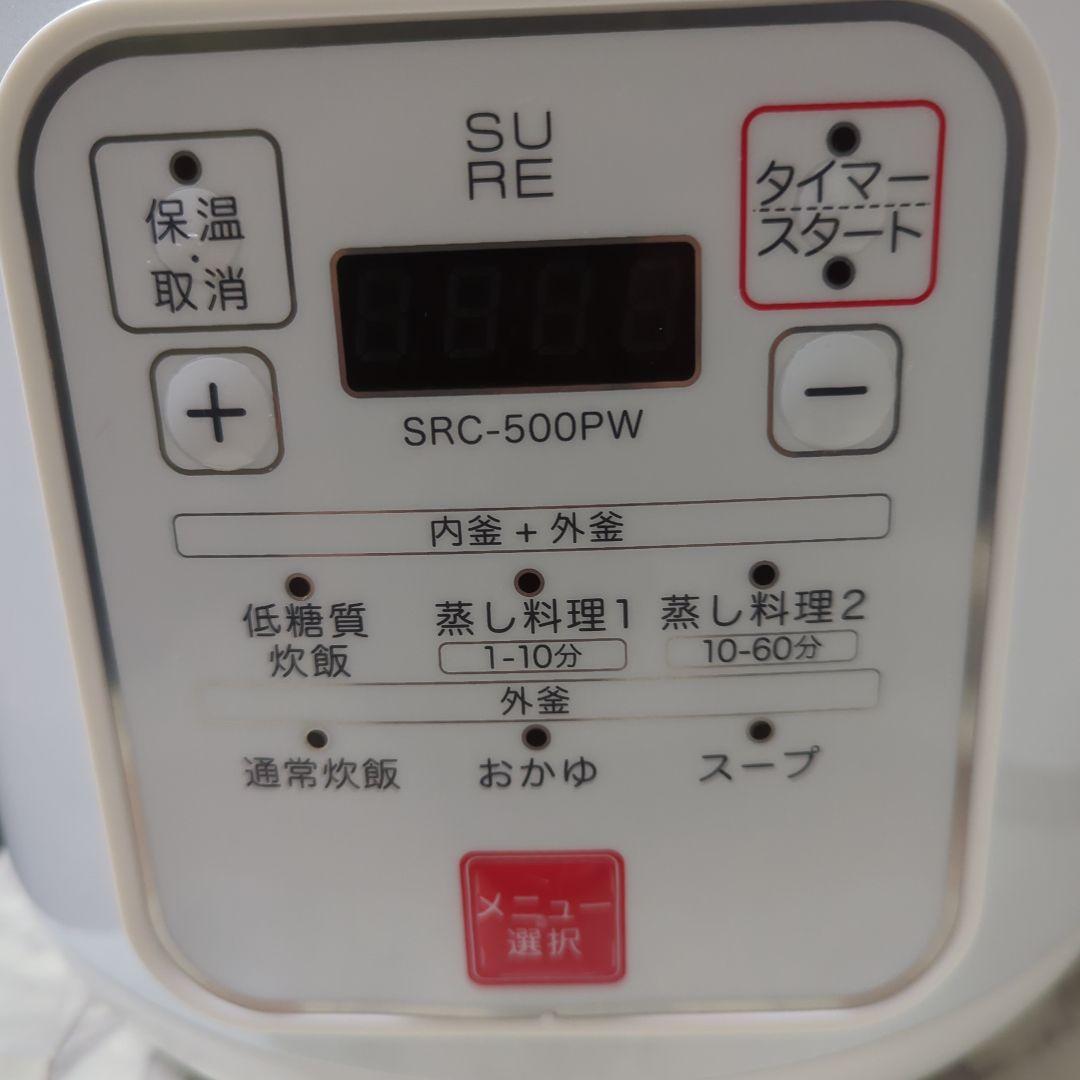 SU
RE
保温
・
取消
タイマー
スタート
+
−
SRC-500PW
内釜 + 外釜
低糖質
炊飯
蒸し料理1
1-10分
蒸し料理2
10-60分
外釜
通常炊飯
おかゆ
スープ
メニュー
選択